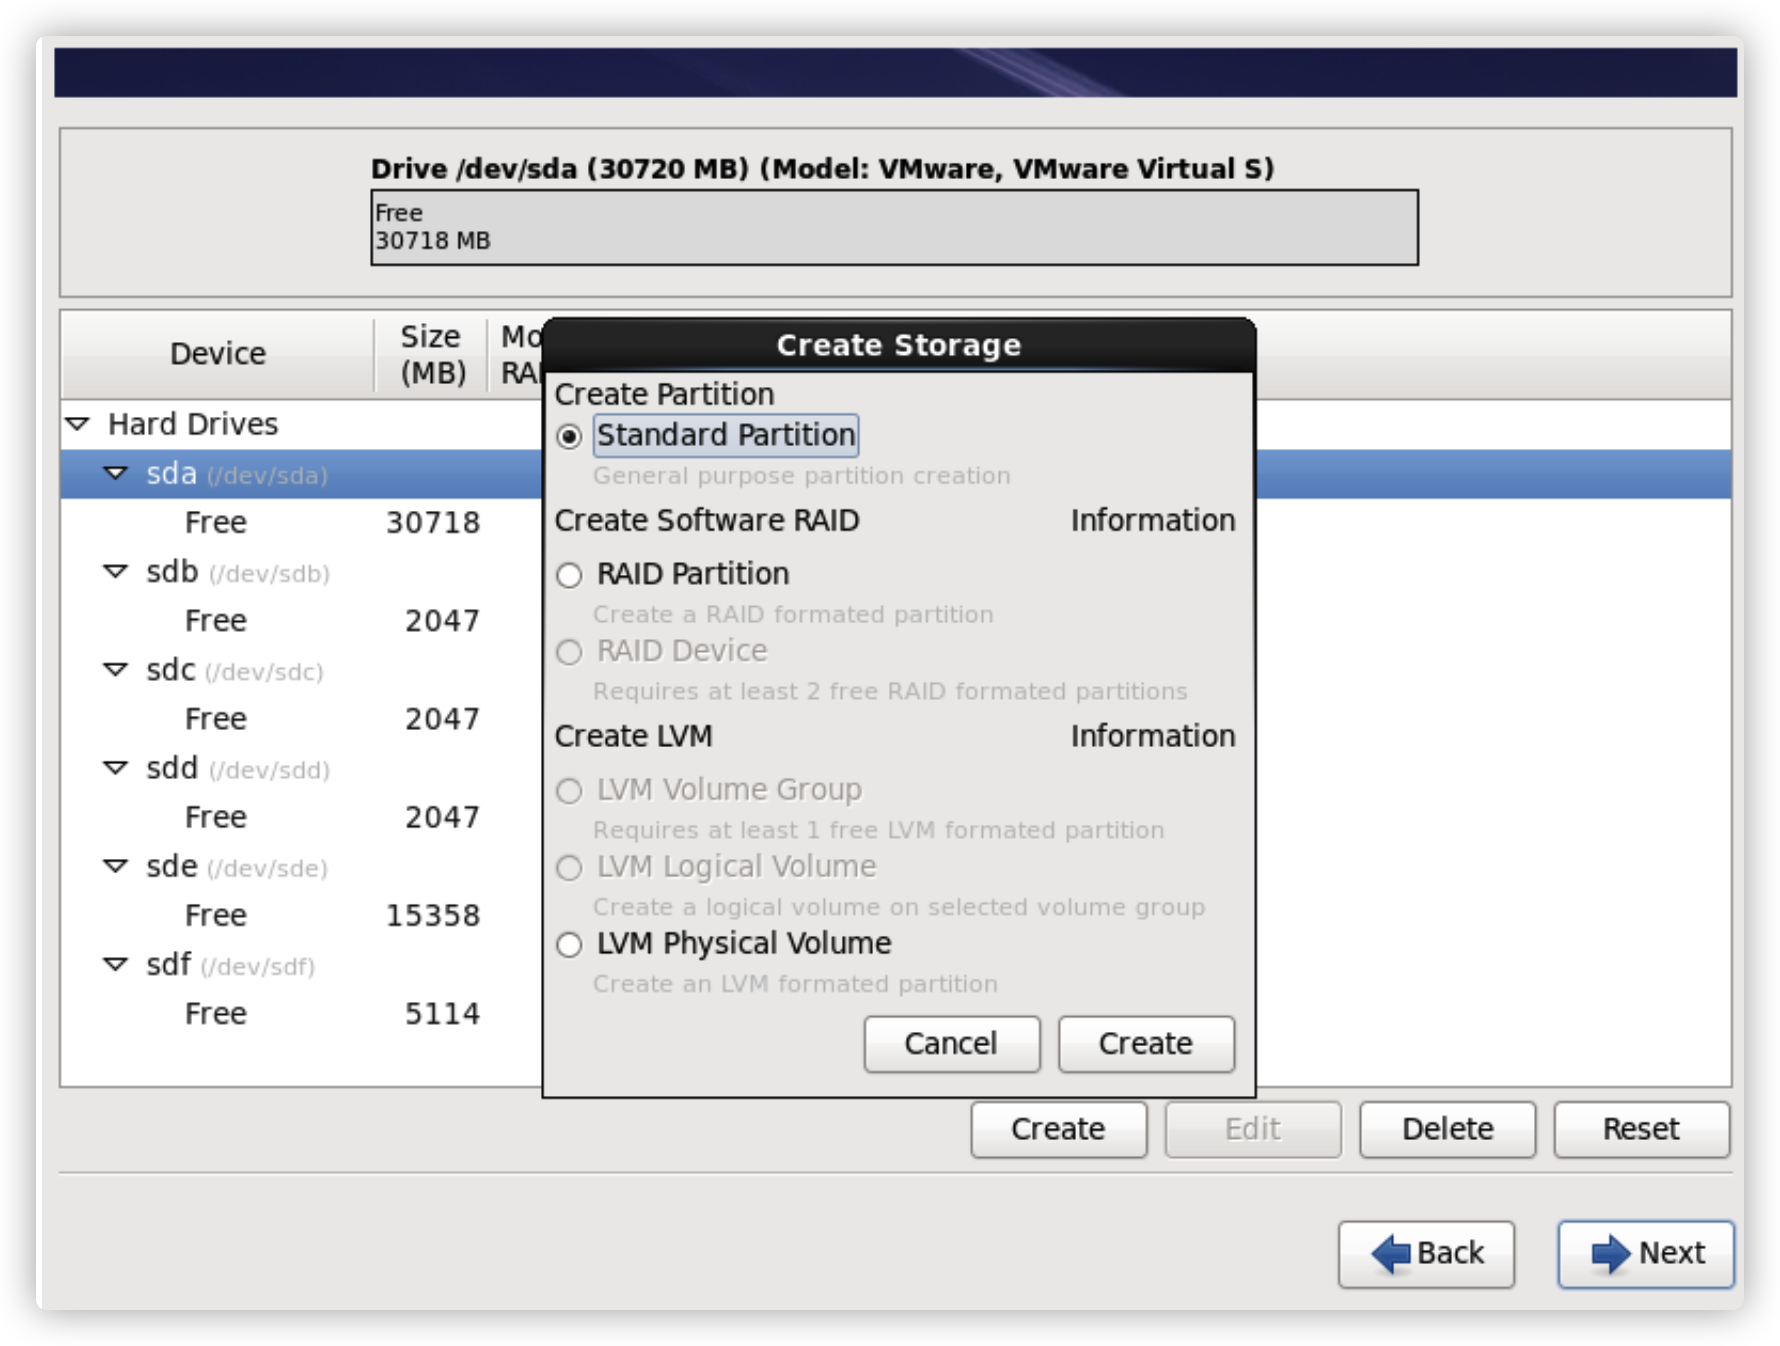 Drive /dev/sda (30720 MB) (Model: VMware, VMware Virtual S)
Free
30718 MB
Device
Size
(MB)
Mo
RAI
Hard Drives
sda (/dev/sda)
Free 30718
sdb (/dev/sdb)
Free 2047
sdc (/dev/sdc)
Free 2047
sdd (/dev/sdd)
Free 2047
sde (/dev/sde)
Free 15358
sdf (/dev/sdf)
Free 5114
Create Storage
Create Partition
Standard Partition
General purpose partition creation
Create Software RAID Information
RAID Partition
Create a RAID formated partition
RAID Device
Requires at least 2 free RAID formated partitions
Create LVM Information
LVM Volume Group
Requires at least 1 free LVM formated partition
LVM Logical Volume
Create a logical volume on selected volume group
LVM Physical Volume
Create an LVM formated partition
Cancel Create
Create Edit Delete Reset
Back Next